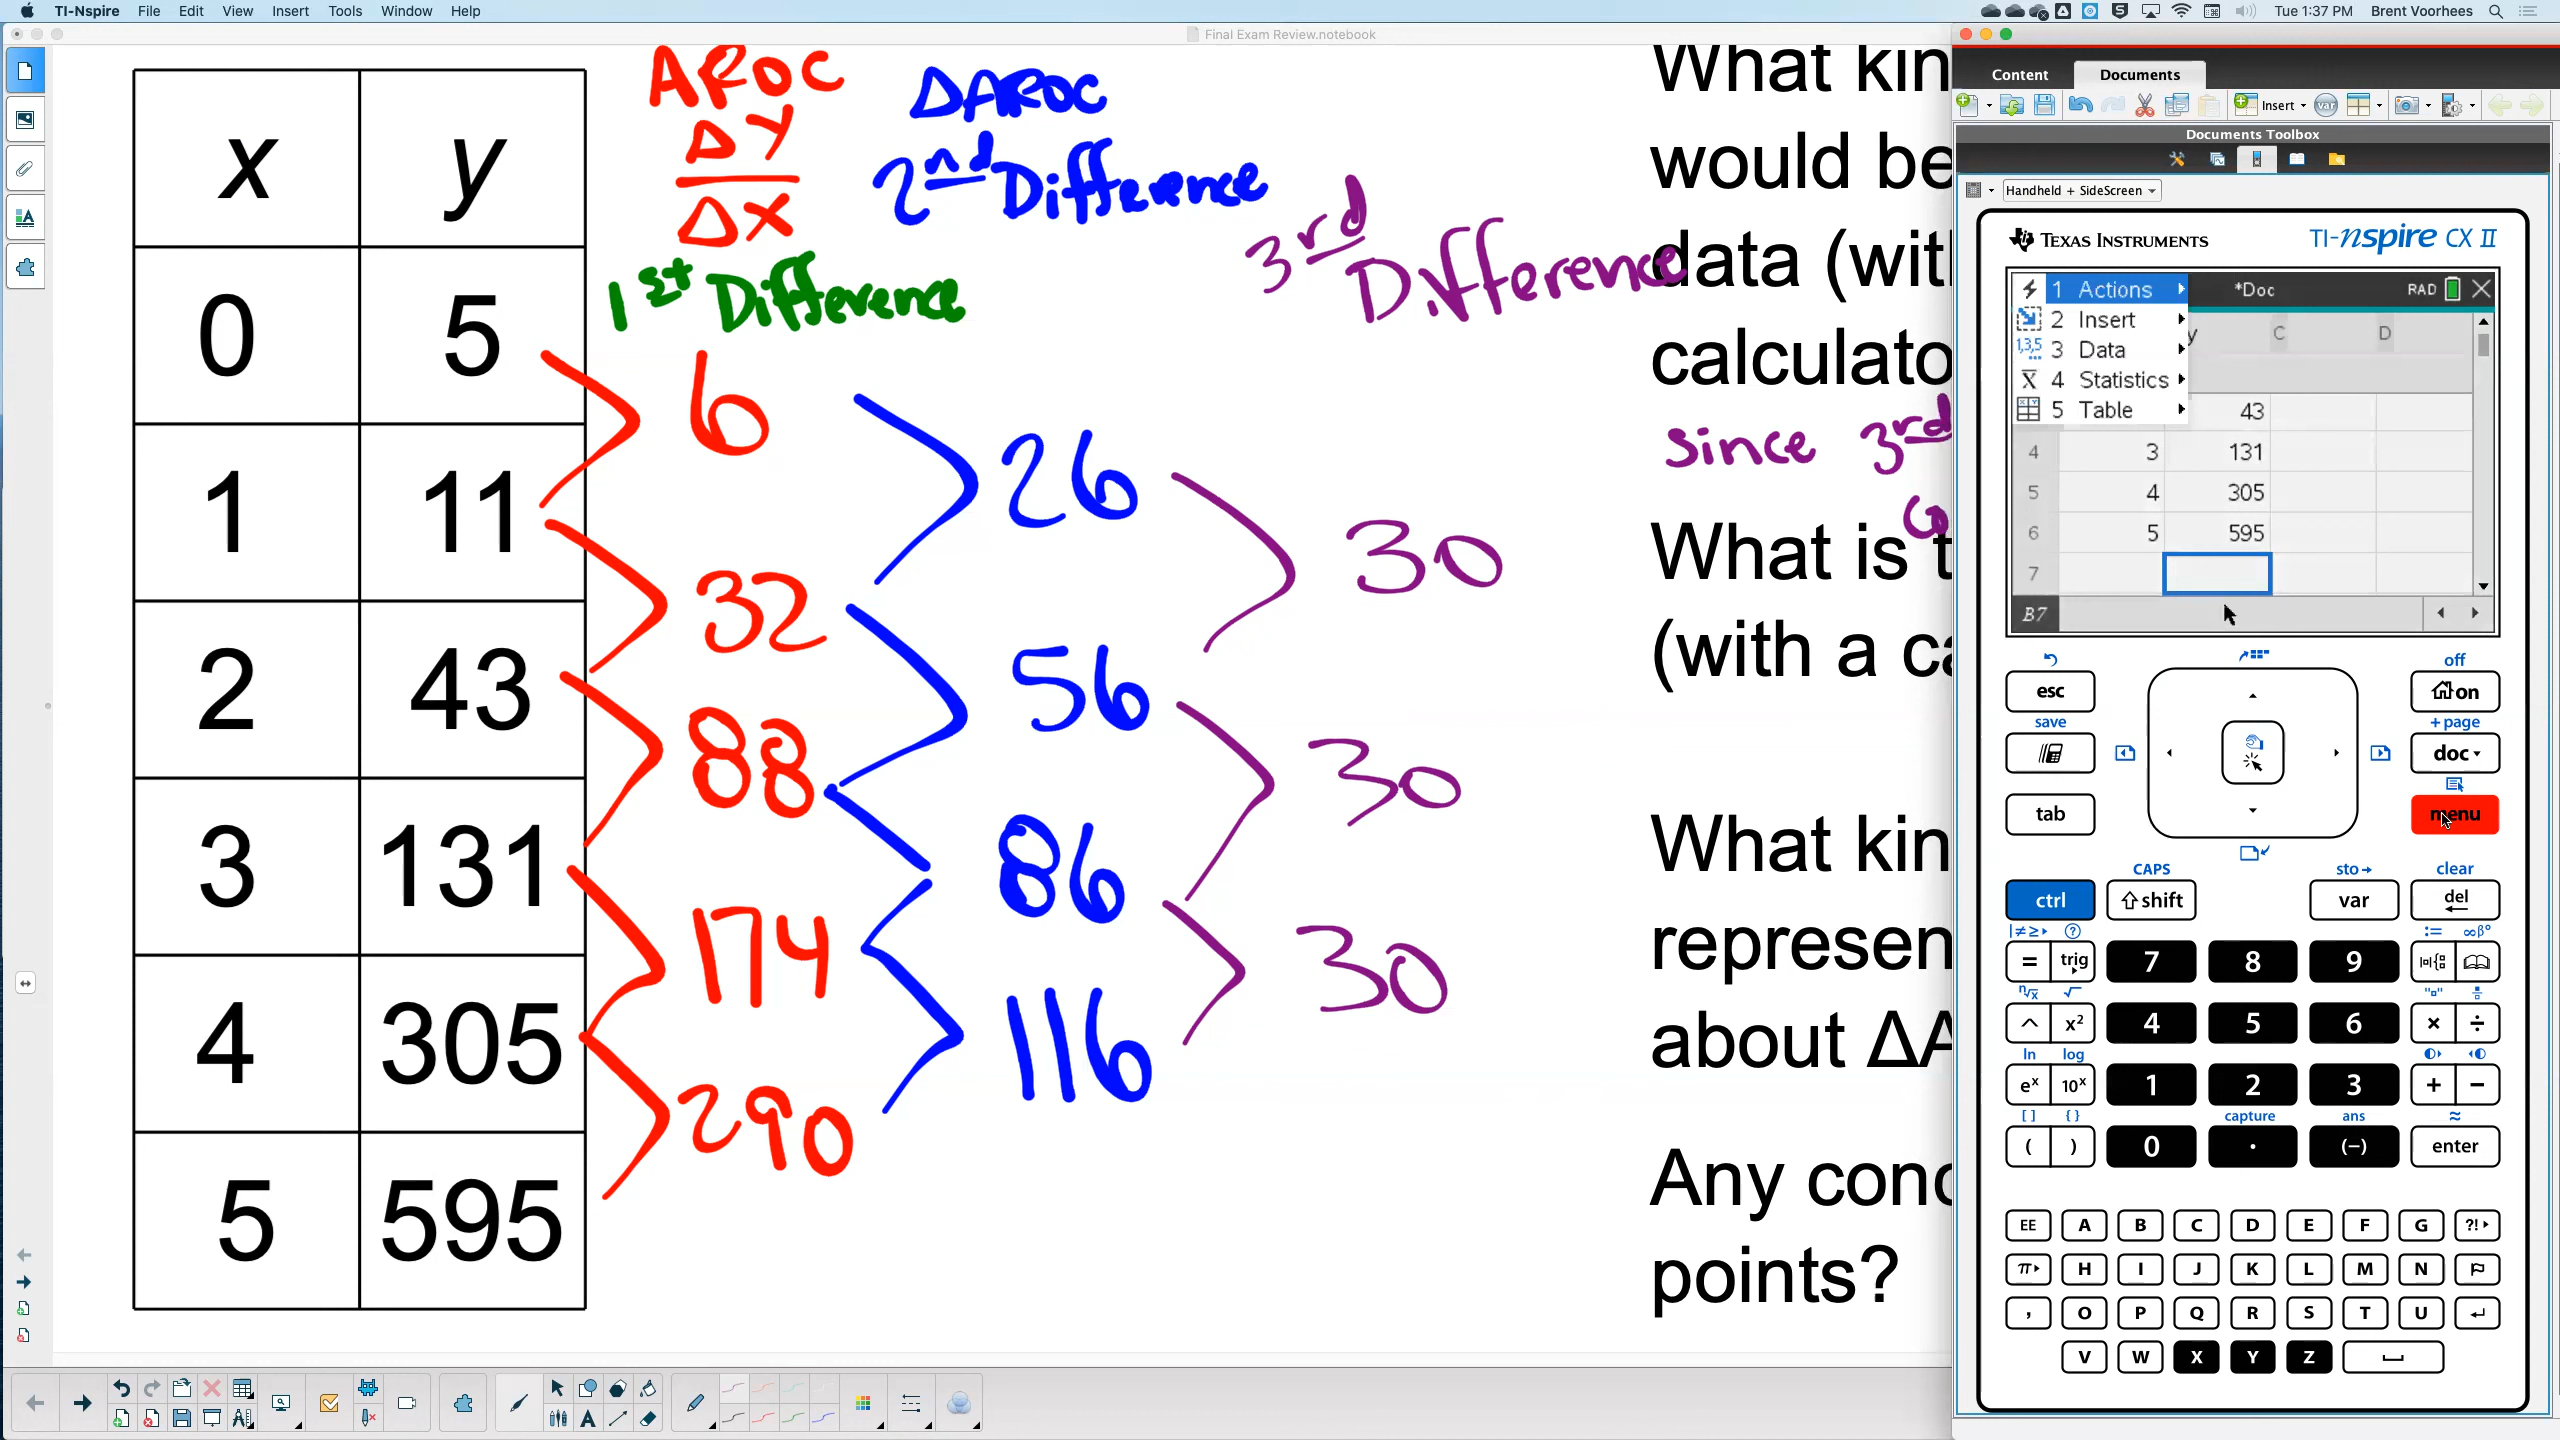 TI-Nspire File Edit View Insert Tools Window Help
Tue 1:37 PM Brent Voorhees
Final Exam Review.notebook
x y
0 5
1 11
2 43
3 131
4 305
5 595
AROC
ΔY
ΔX
1st Difference
6
32
88
174
290
ΔAROC
2nd Difference
26
56
86
116
3rd Difference
30
30
30
What kin
would be
data (wit
calculato
since 3rd
What is t
(with a ca
What kin
represen
about ΔA
Any conc
points?
Content Documents
Insert var
Documents Toolbox
Handheld + SideScreen
TEXAS INSTRUMENTS TI-nspire CX II
1 Actions *Doc RAD
2 Insert y C D
3 Data
4 Statistics
5 Table 43
4 3 131
5 4 305
6 5 595
7
B7
off
esc on
save + page
doc
tab menu
CAPS sto→ clear
ctrl shift var del
|≠≥▸ ? := ∞β°
= trig 7 8 9
ⁿ√x √
^ x² 4 5 6 × ÷
ln log
eˣ 10ˣ 1 2 3 + −
[ ] { } capture ans ≈
( ) 0 . (−) enter
EE A B C D E F G ?!▸
π▸ H I J K L M N
, O P Q R S T U
V W X Y Z